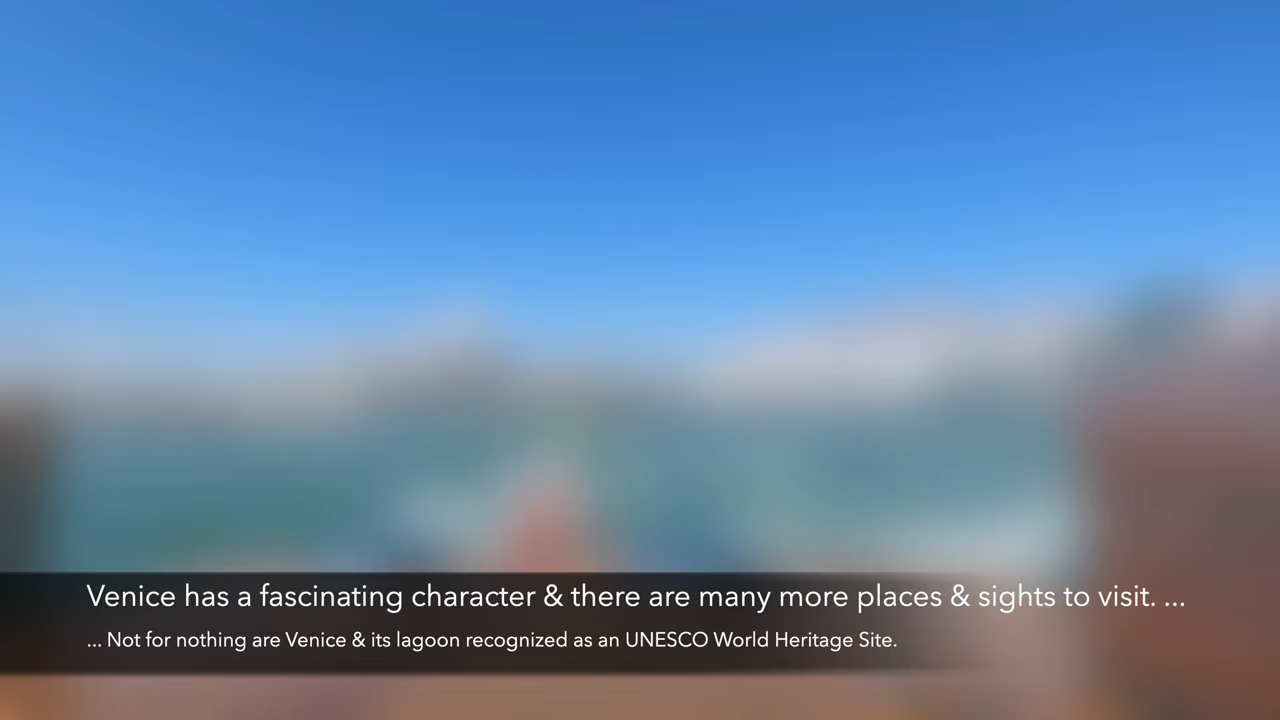 Venice has a fascinating character & there are many more places & sights to visit. ...
... Not for nothing are Venice & its lagoon recognized as an UNESCO World Heritage Site.